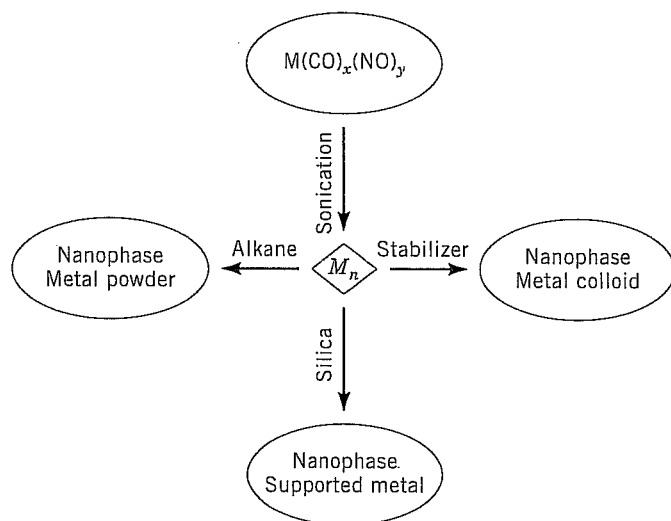 M(CO)x(NO)y
Sonication
Nanophase
Metal powder
Alkane
Mn
Stabilizer
Nanophase
Metal colloid
Silica
Nanophase.
Supported metal